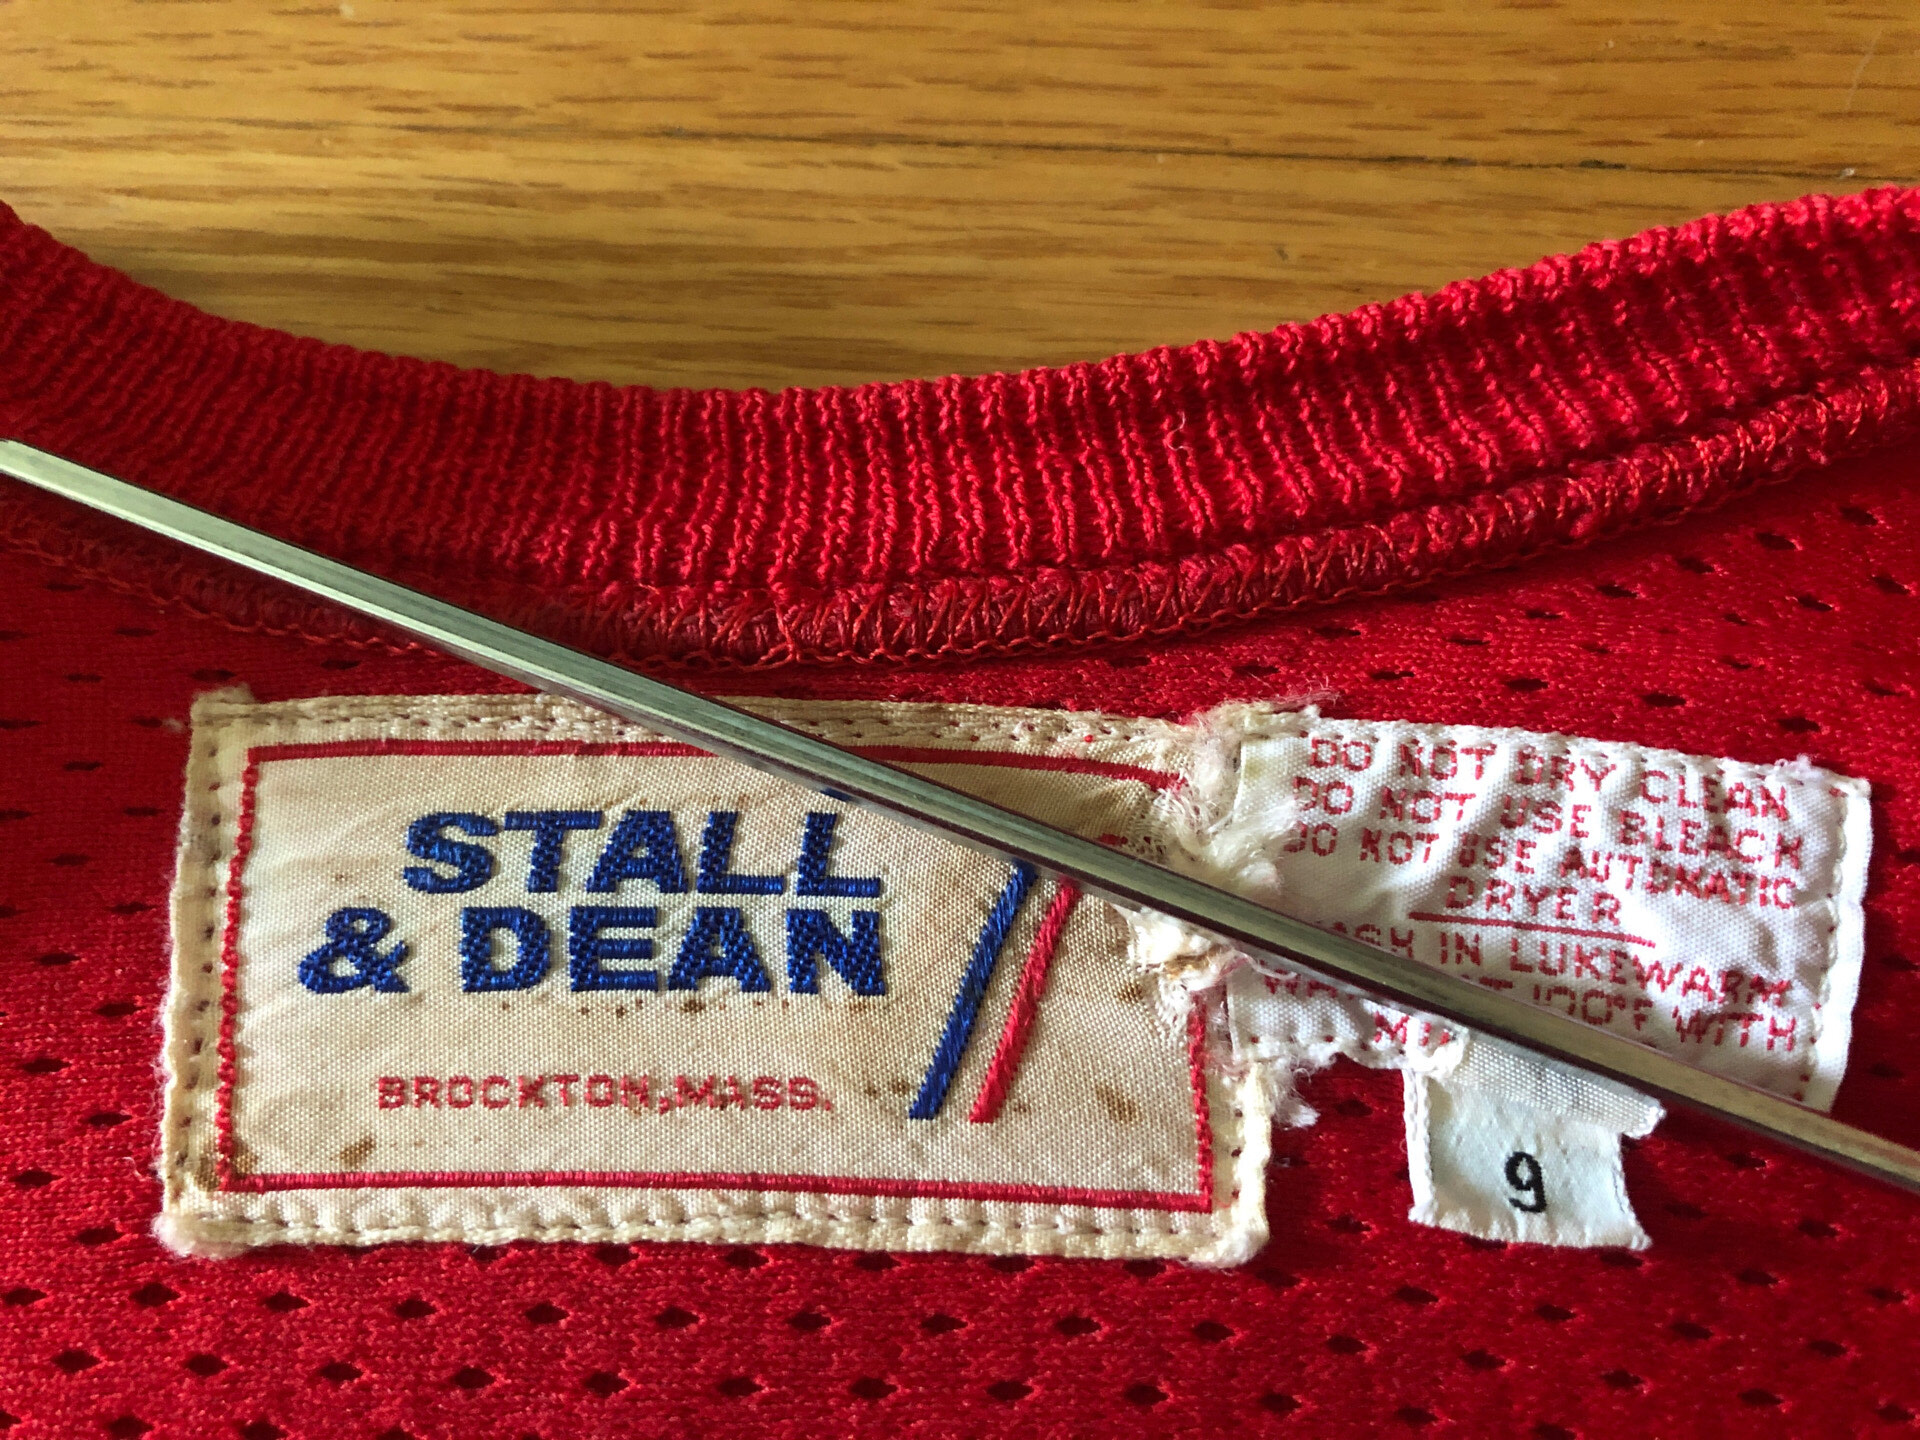 STALL
& DEAN
BROCKTON, MASS.
DO NOT DRY CLEAN
DO NOT USE BLEACH
DO NOT USE AUTOMATIC
DRYER
IN LUKEWARM
100°F WITH
9